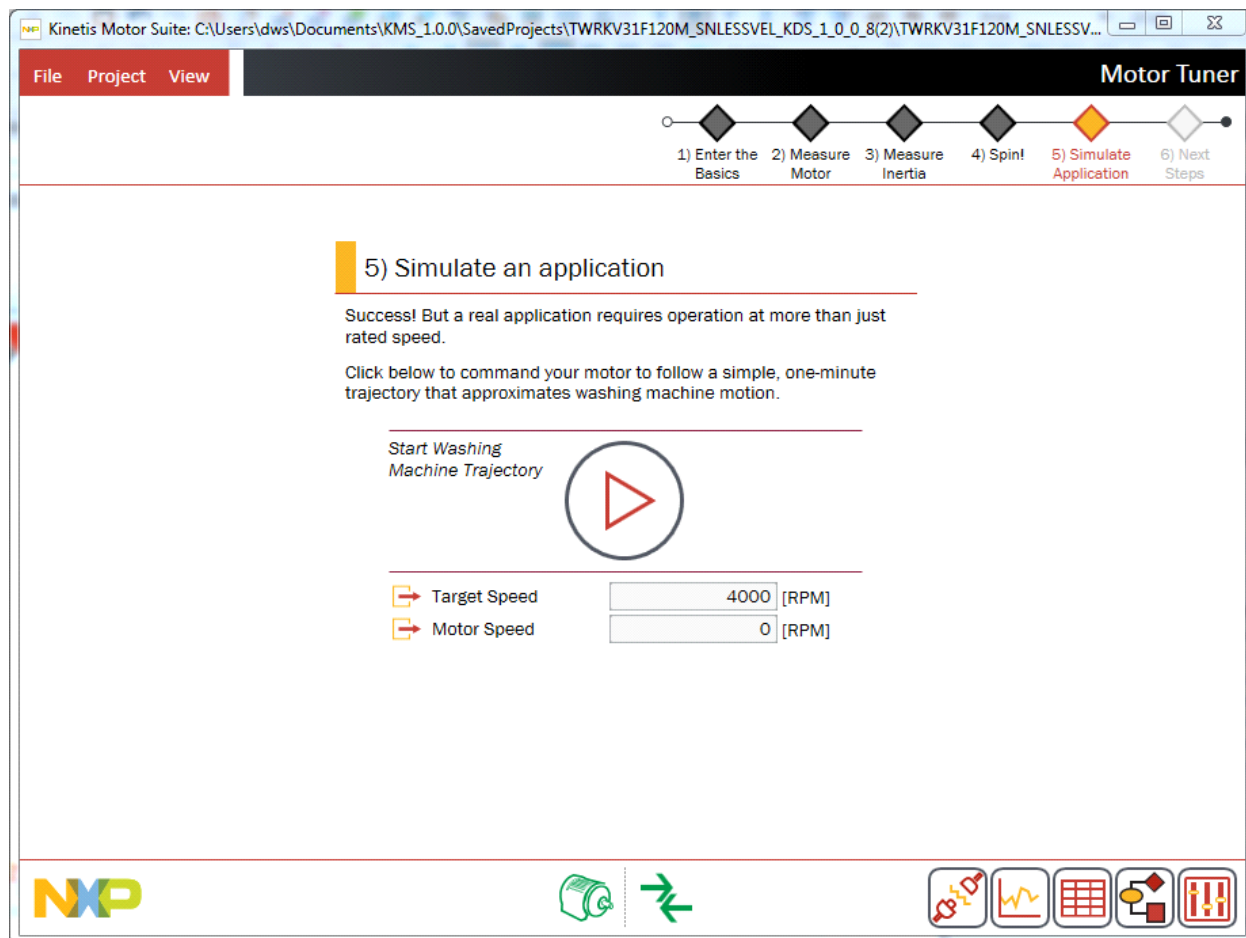 Kinetis Motor Suite: C:\Users\dws\Documents\KMS_1.0.0\SavedProjects\TWRKV31F120M_SNLESSVEL_KDS_1_0_0_8(2)\TWRKV31F120M_SNLESSV...
File Project View
Motor Tuner
1) Enter the Basics
2) Measure Motor
3) Measure Inertia
4) Spin!
5) Simulate Application
6) Next Steps
5) Simulate an application
Success! But a real application requires operation at more than just
rated speed.
Click below to command your motor to follow a simple, one-minute
trajectory that approximates washing machine motion.
Start Washing
Machine Trajectory
Target Speed 4000 [RPM]
Motor Speed 0 [RPM]
NXP